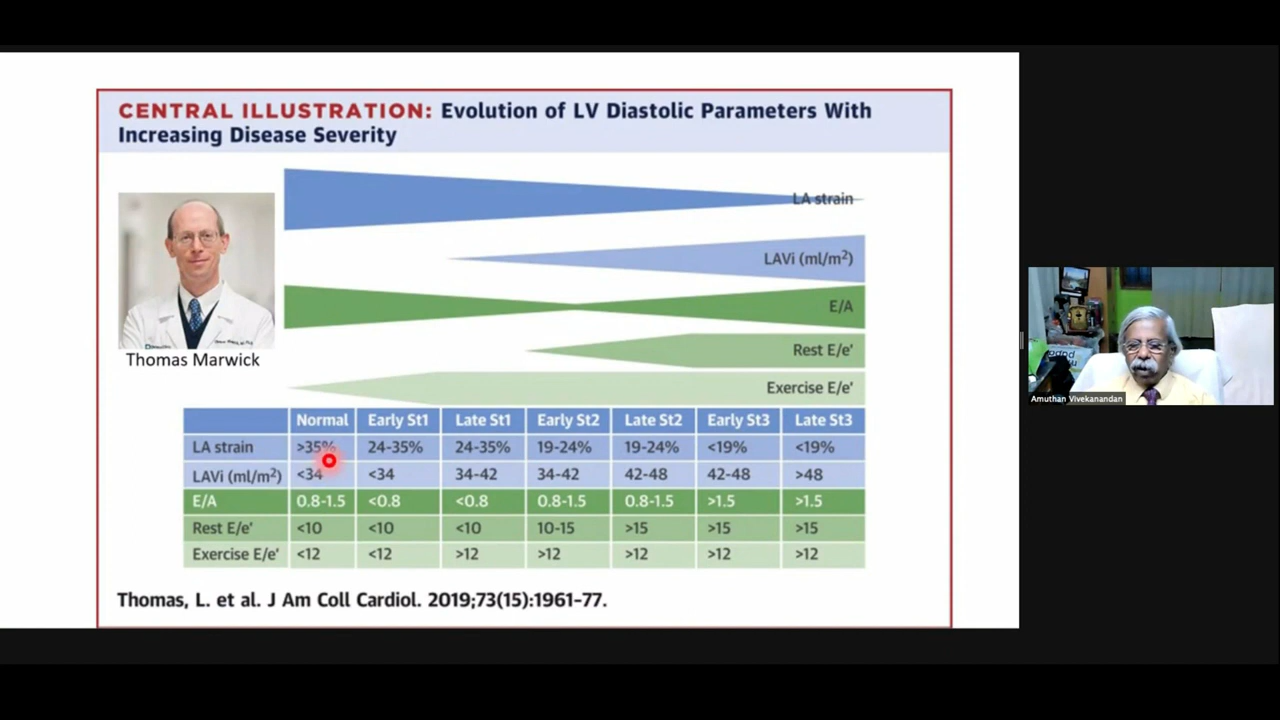 CENTRAL ILLUSTRATION: Evolution of LV Diastolic Parameters With
Increasing Disease Severity
LA strain
LAVi (ml/m²)
E/A
Rest E/e'
Exercise E/e'
Thomas Marwick
Normal Early St1 Late St1 Early St2 Late St2 Early St3 Late St3
LA strain >35% 24-35% 24-35% 19-24% 19-24% <19% <19%
LAVi (ml/m²) <34 <34 34-42 34-42 42-48 42-48 >48
E/A 0.8-1.5 <0.8 <0.8 0.8-1.5 0.8-1.5 >1.5 >1.5
Rest E/e' <10 <10 <10 10-15 >15 >15 >15
Exercise E/e' <12 <12 >12 >12 >12 >12 >12
Thomas, L. et al. J Am Coll Cardiol. 2019;73(15):1961-77.
Amuthan Vivekanandan